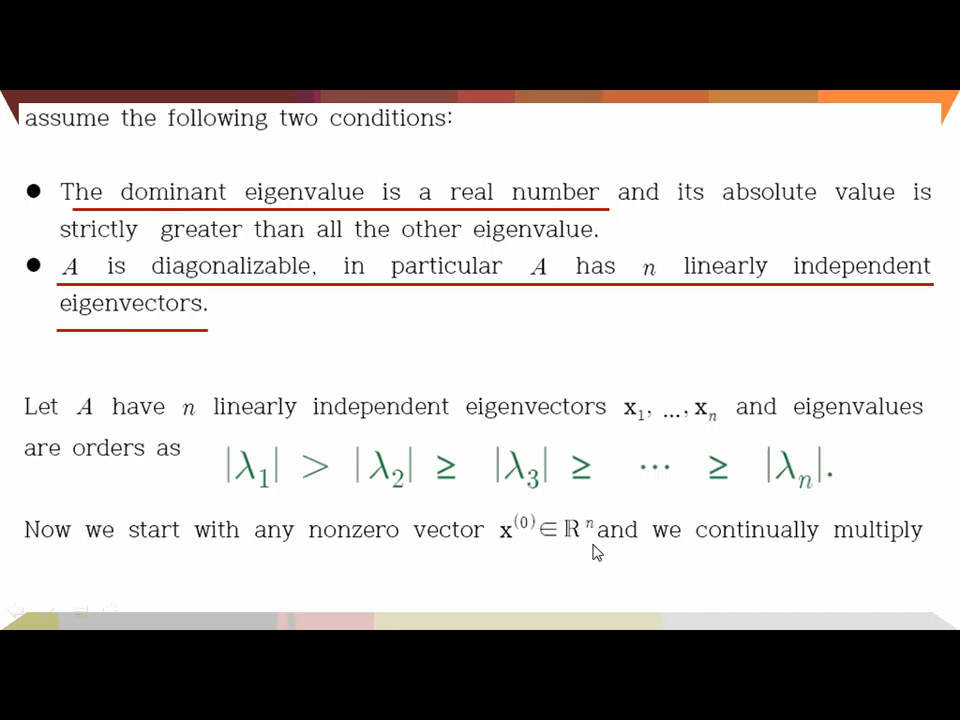 assume the following two conditions:
● The dominant eigenvalue is a real number and its absolute value is
strictly greater than all the other eigenvalue.
● A is diagonalizable, in particular A has n linearly independent
eigenvectors.
Let A have n linearly independent eigenvectors x₁, ..., xₙ and eigenvalues
are orders as |λ₁| > |λ₂| ≥ |λ₃| ≥ ⋯ ≥ |λₙ|.
Now we start with any nonzero vector x⁽⁰⁾∈ ℝⁿ and we continually multiply